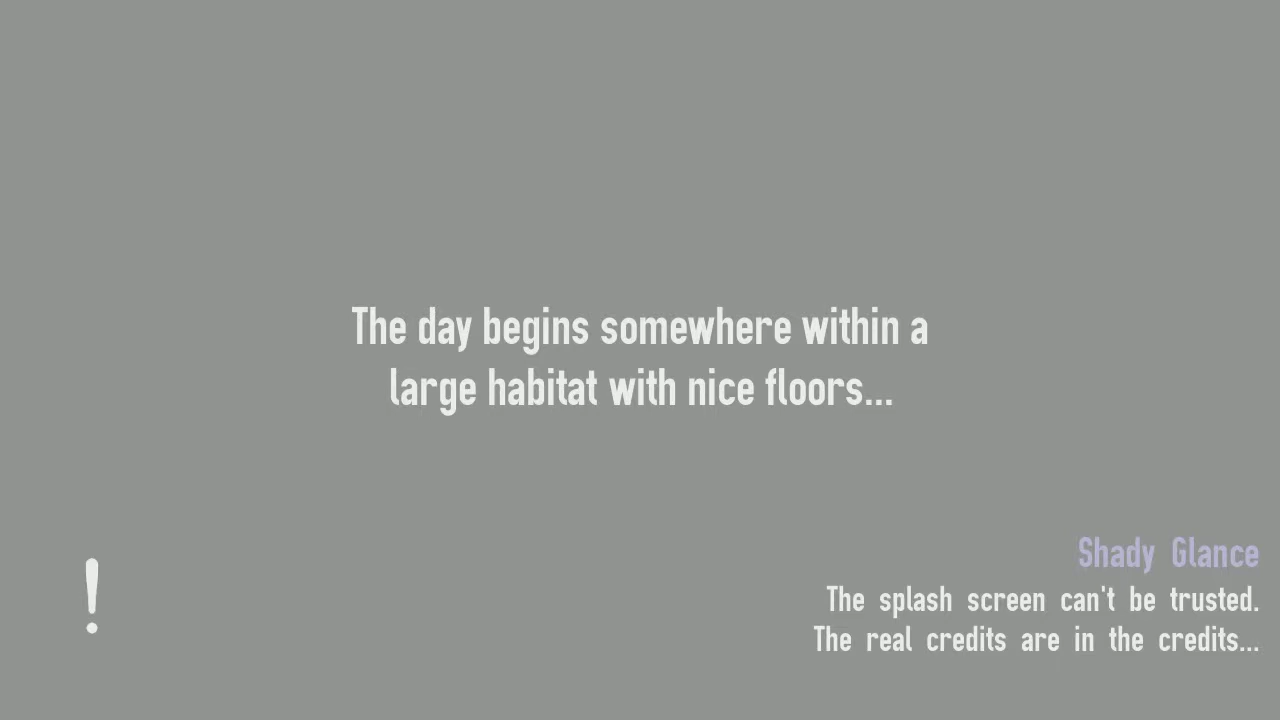 The day begins somewhere within a
large habitat with nice floors...
!
Shady Glance
The splash screen can't be trusted.
The real credits are in the credits...